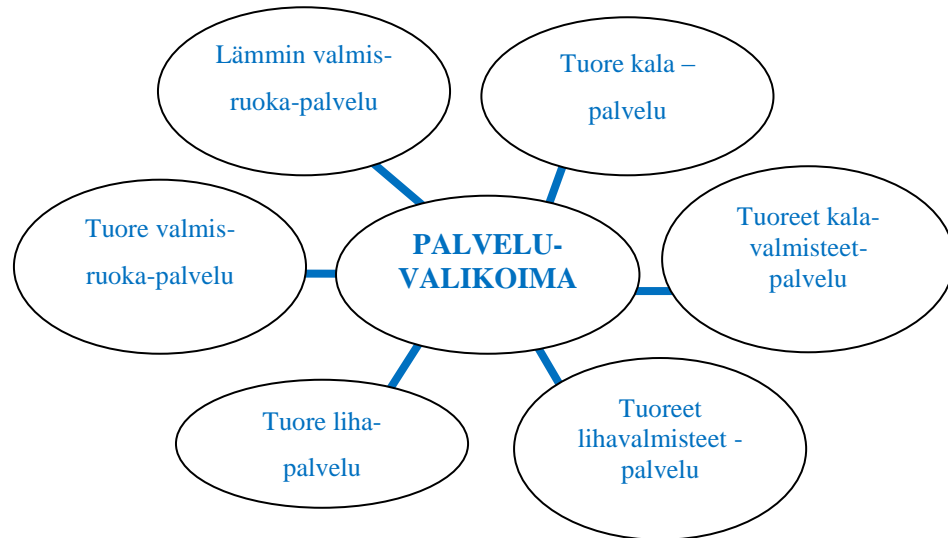 Lämmin valmis-
ruoka-palvelu
Tuore kala –
palvelu
Tuore valmis-
ruoka-palvelu
PALVELU-
VALIKOIMA
Tuoreet kala-
valmisteet-
palvelu
Tuore liha-
palvelu
Tuoreet
lihavalmisteet -
palvelu